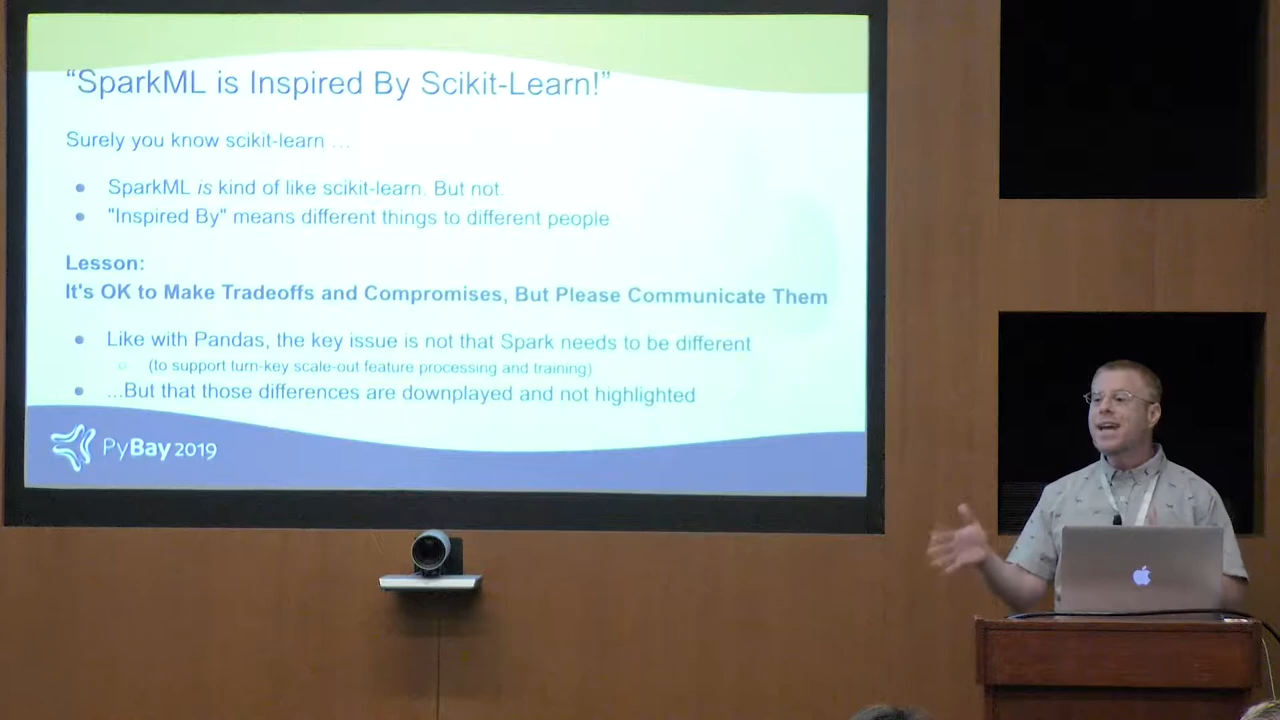 “SparkML is Inspired By Scikit-Learn!”
Surely you know scikit-learn ...
● SparkML is kind of like scikit-learn. But not.
● "Inspired By" means different things to different people
Lesson:
It's OK to Make Tradeoffs and Compromises, But Please Communicate Them
● Like with Pandas, the key issue is not that Spark needs to be different
○ (to support turn-key scale-out feature processing and training)
● ...But that those differences are downplayed and not highlighted
PyBay 2019